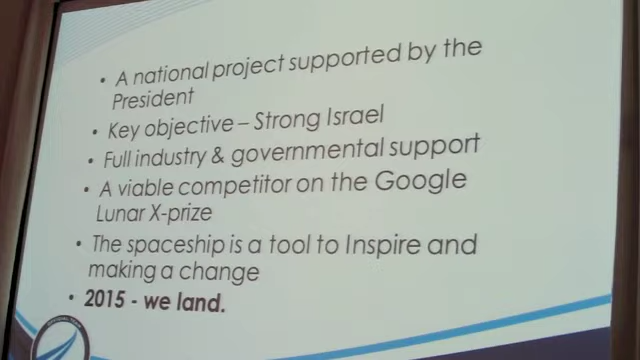 • A national project supported by the
President
• Key objective – Strong Israel
• Full industry & governmental support
• A viable competitor on the Google
Lunar X-prize
• The spaceship is a tool to Inspire and
making a change
• 2015 - we land.